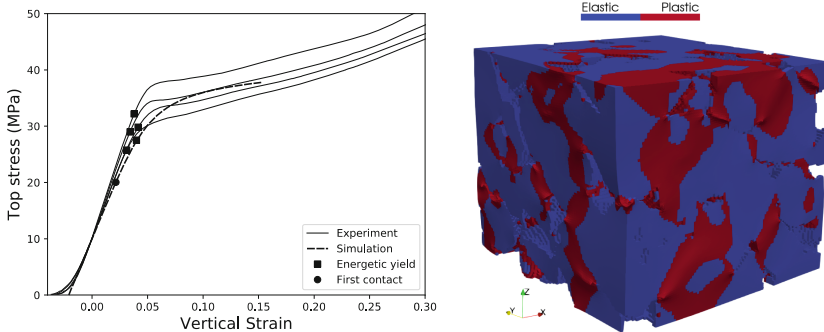 50
40
30
20
10
0
Top stress (MPa)
0.00 0.05 0.10 0.15 0.20 0.25 0.30
Vertical Strain
Experiment
Simulation
Energetic yield
First contact
Elastic Plastic
Z
Y
X